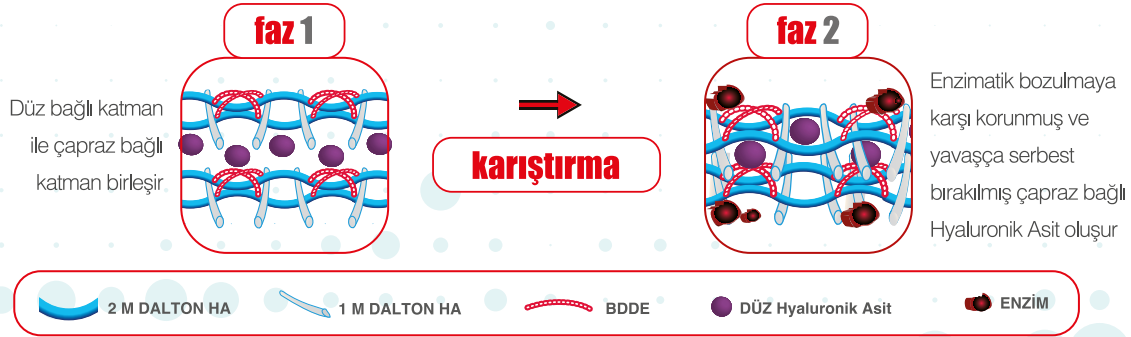 faz 1
Düz bağlı katman
ile çapraz bağlı
katman birleşir
karıştırma
faz 2
Enzimatik bozulmaya
karşı korunmuş ve
yavaşça serbest
bırakılmış çapraz bağlı
Hyaluronik Asit oluşur
2 M DALTON HA
1 M DALTON HA
BDDE
DÜZ Hyaluronik Asit
ENZİM